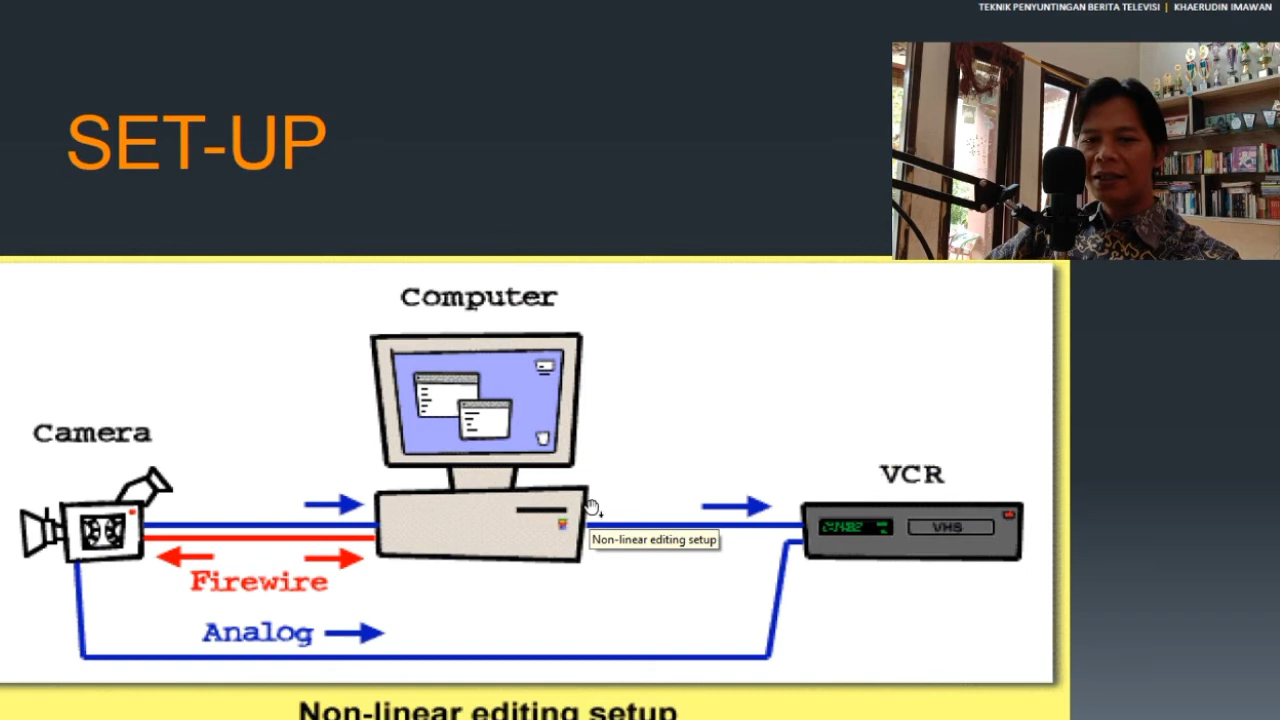 TEKNIK PENYUNTINGAN BERITA TELEVISI | KHAERUDIN IMAWAN
SET-UP
Computer
Camera
VCR
VHS
Non-linear editing setup
Firewire
Analog
Non-linear editing setup